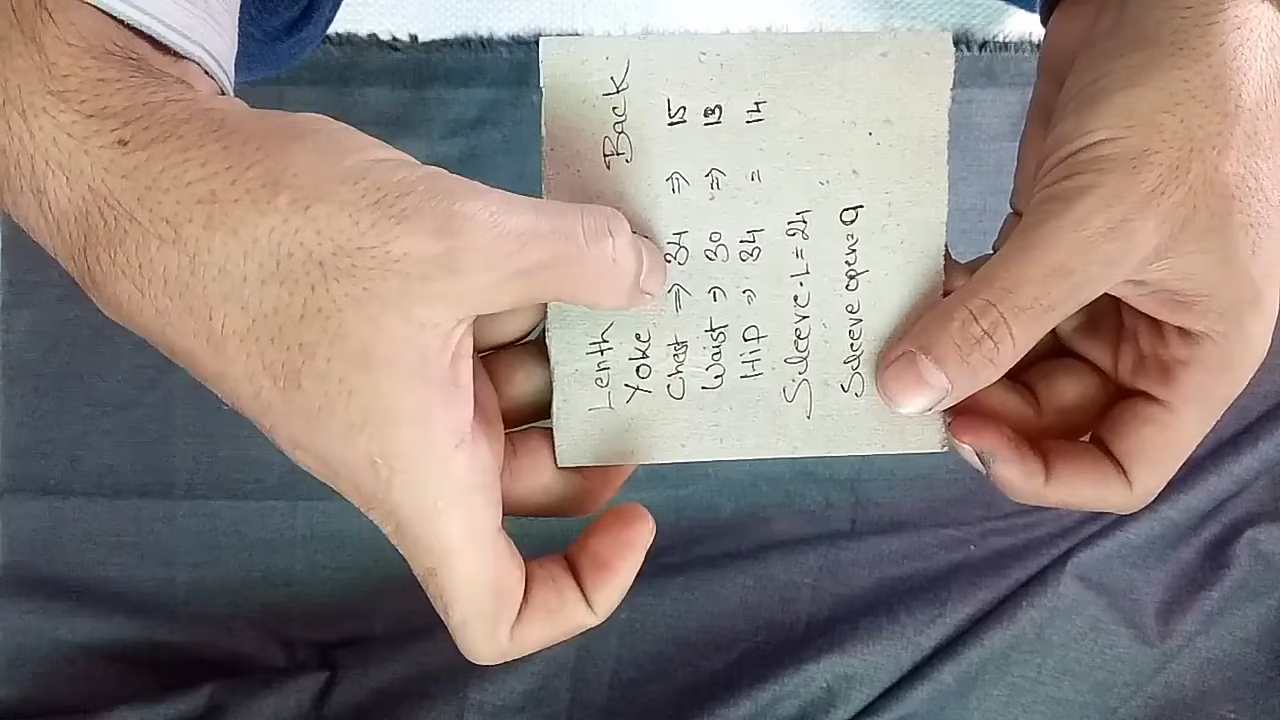 Lenth Back
Yoke
Chest => 34 => 15
Waist => 30 => 13
Hip => 34 = 14
Sleeve.L=24
Sleeve open=9